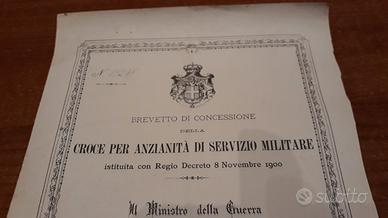 BREVETTO DI CONCESSIONE
DELLA
CROCE PER ANZIANITÀ DI SERVIZIO MILITARE
istituita con Regio Decreto 8 Novembre 1900
Il Ministro della Guerra
subito